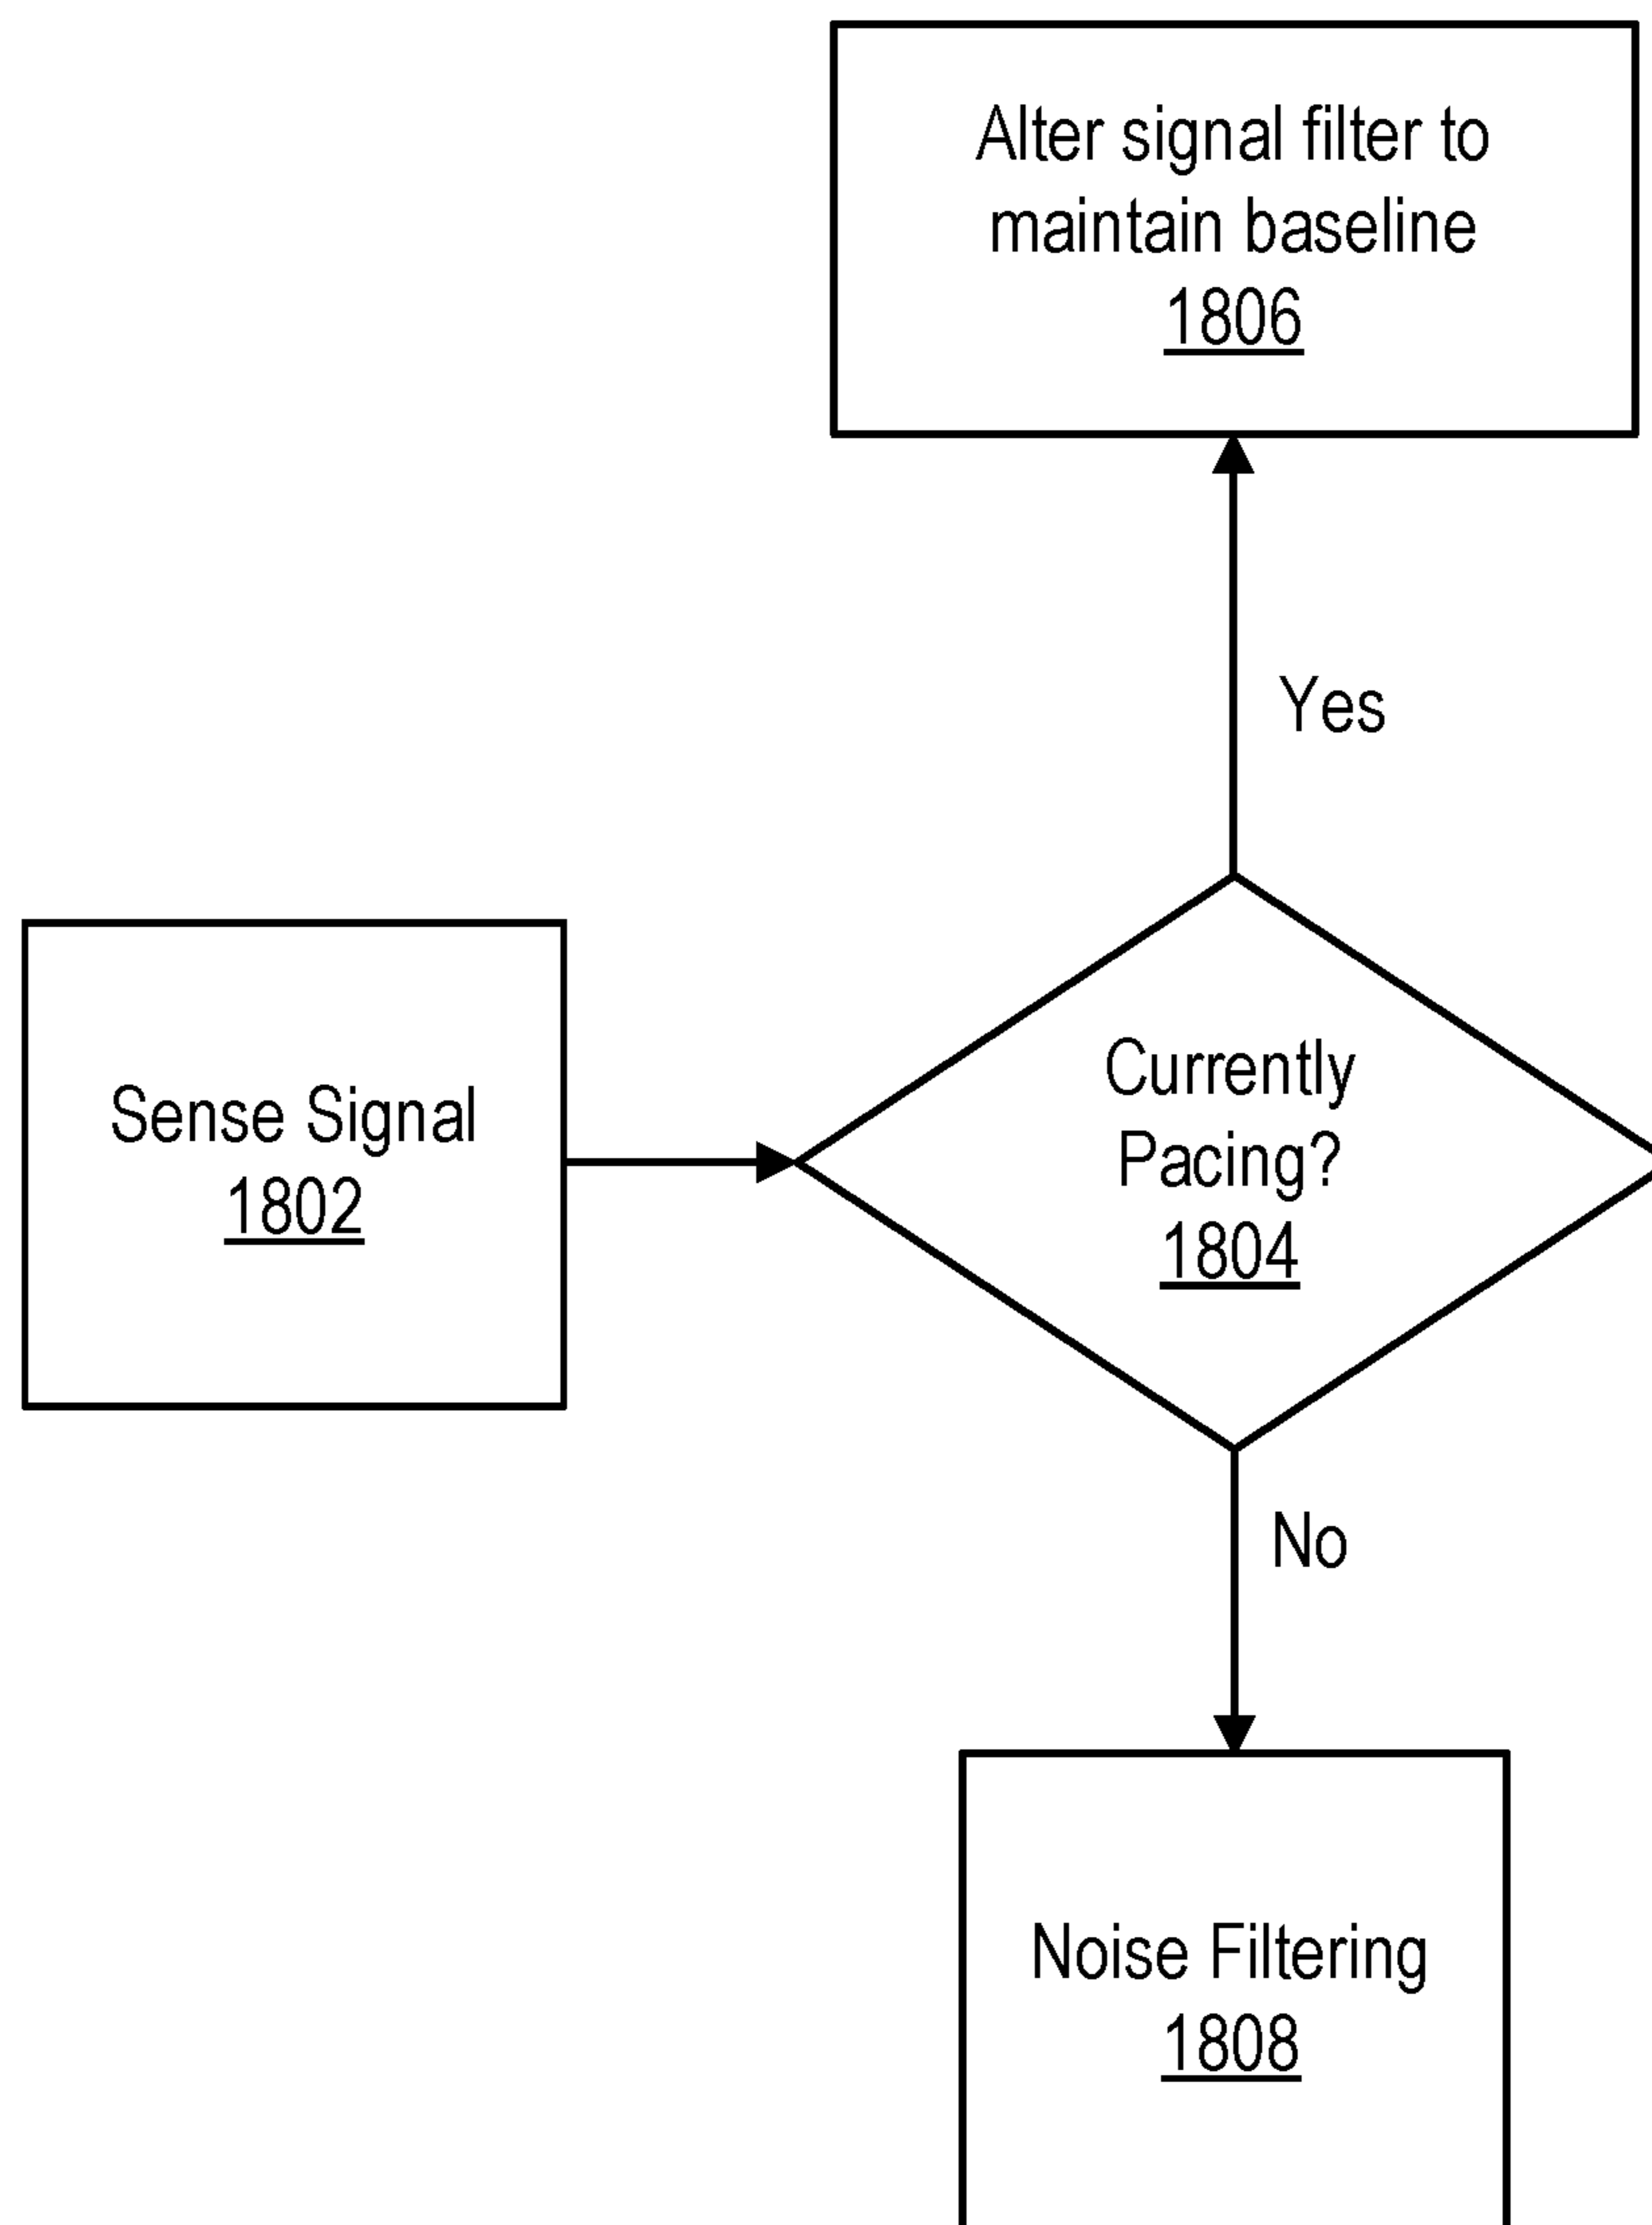 Alter signal filter to
maintain baseline
1806
Yes
Sense Signal
1802
Currently
Pacing?
1804
No
Noise Filtering
1808